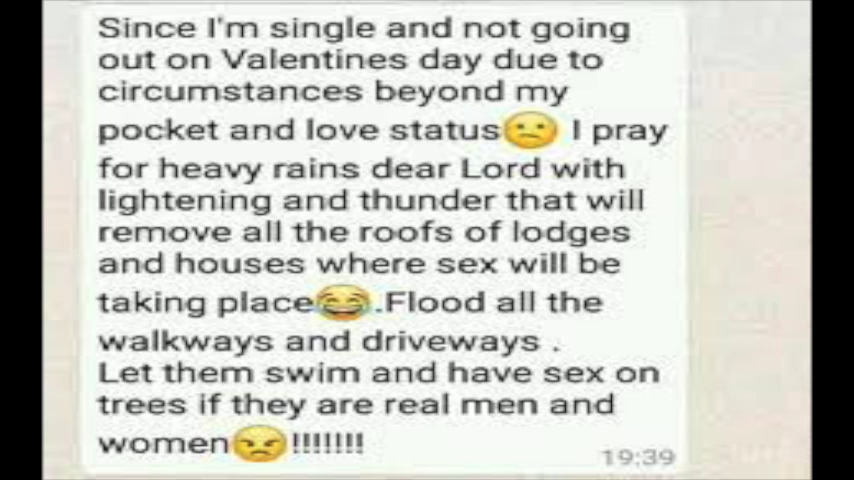 Since I'm single and not going
out on Valentines day due to
circumstances beyond my
pocket and love status😕 I pray
for heavy rains dear Lord with
lightening and thunder that will
remove all the roofs of lodges
and houses where sex will be
taking place😂.Flood all the
walkways and driveways .
Let them swim and have sex on
trees if they are real men and
women😠!!!!!!!
19:39